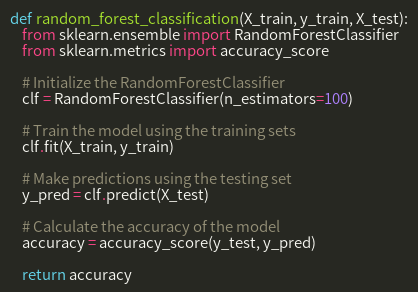 def random_forest_classification(X_train, y_train, X_test):
from sklearn.ensemble import RandomForestClassifier
from sklearn.metrics import accuracy_score
# Initialize the RandomForestClassifier
clf = RandomForestClassifier(n_estimators=100)
# Train the model using the training sets
clf.fit(X_train, y_train)
# Make predictions using the testing set
y_pred = clf.predict(X_test)
# Calculate the accuracy of the model
accuracy = accuracy_score(y_test, y_pred)
return accuracy